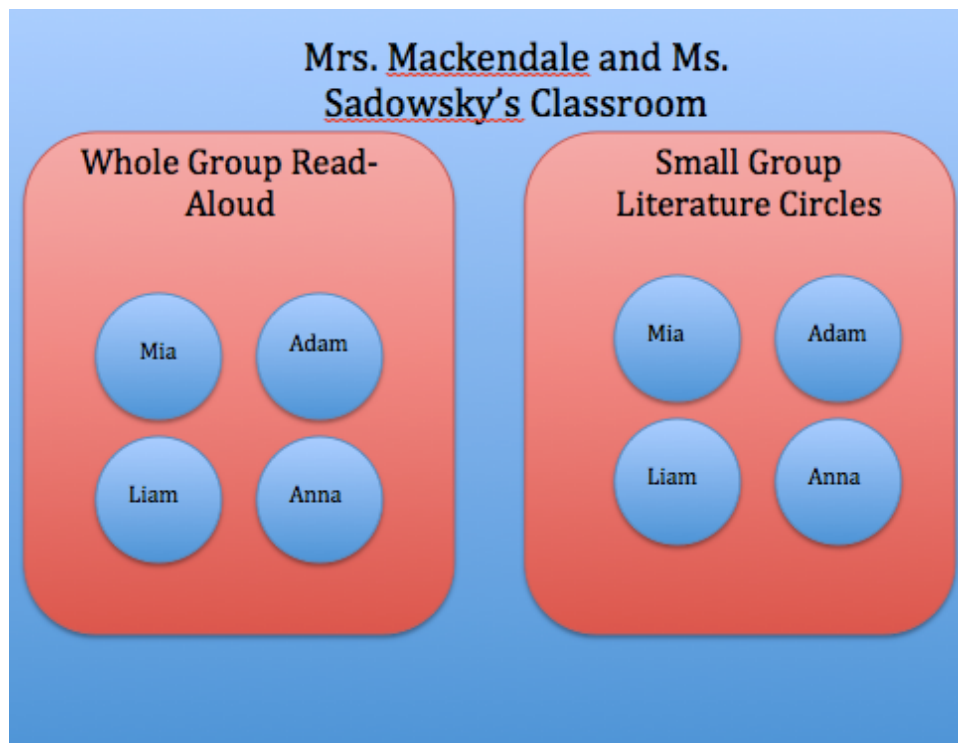 Mrs. Mackendale and Ms.
Sadowsky's Classroom
Whole Group Read-
Aloud
Mia
Adam
Liam
Anna
Small Group
Literature Circles
Mia
Adam
Liam
Anna